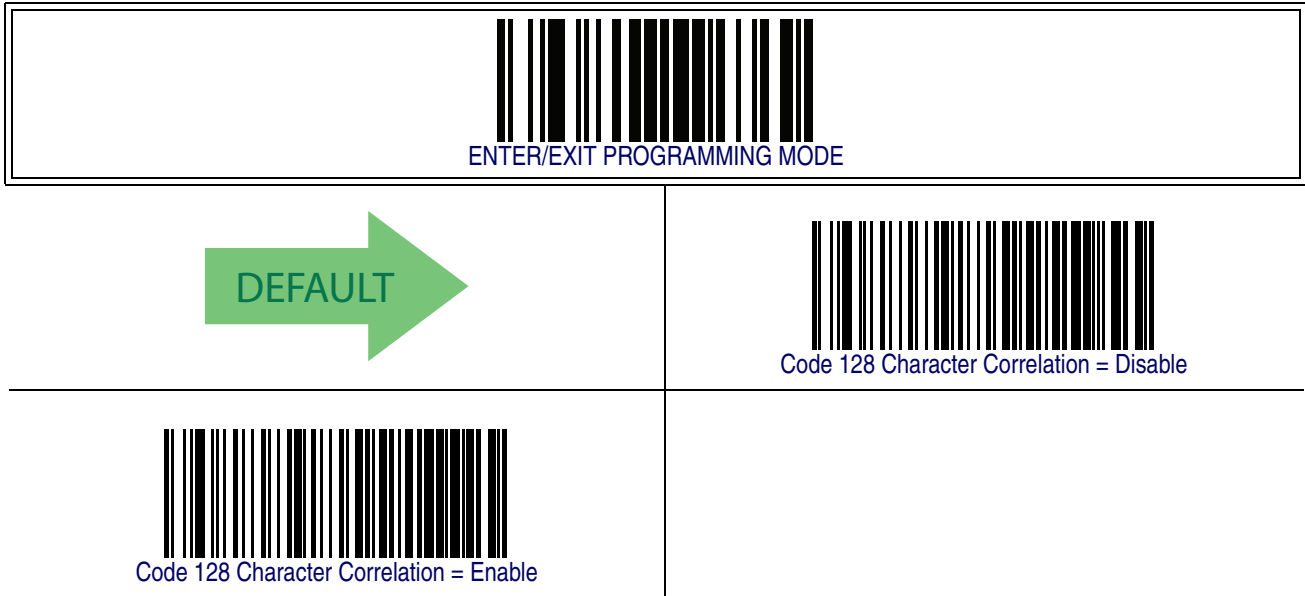 ENTER/EXIT PROGRAMMING MODE
DEFAULT
Code 128 Character Correlation = Disable
Code 128 Character Correlation = Enable